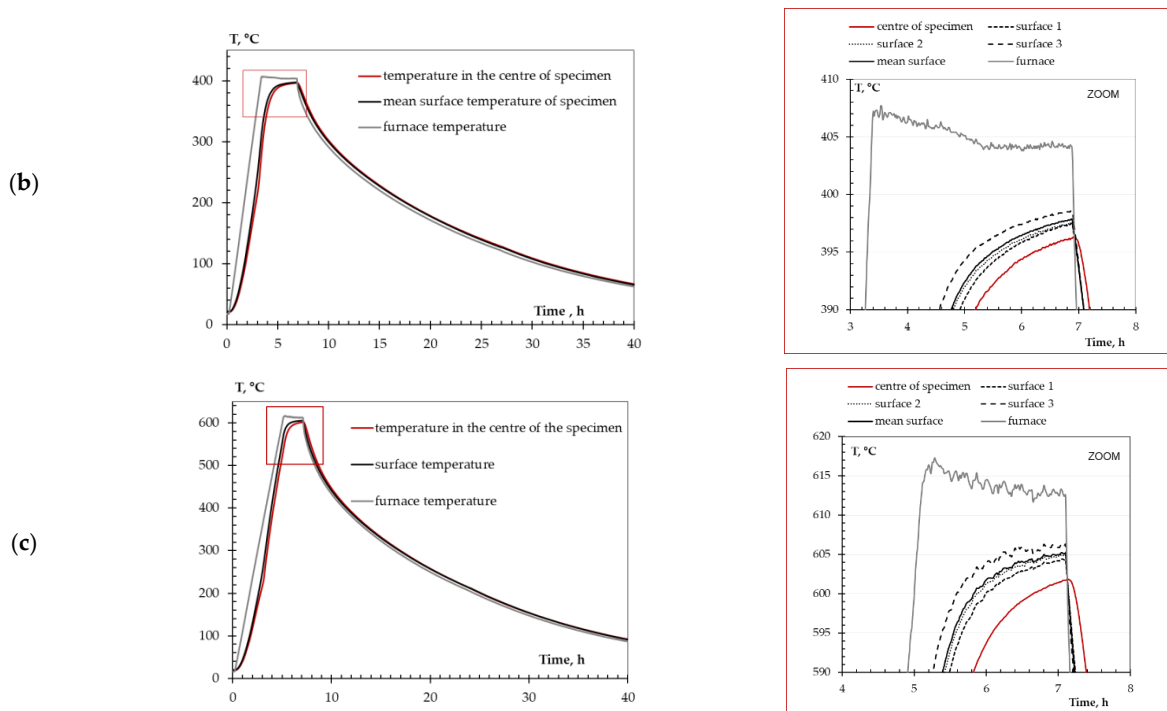 (b)
T, °C
400
300
200
100
0
0 5 10 15 20 25 30 35 40
Time , h
temperature in the centre of specimen
mean surface temperature of specimen
furnace temperature
centre of specimen surface 1
surface 2 surface 3
mean surface furnace
410
405
400
395
390
T, °C
ZOOM
3 4 5 6 7 8
Time, h
(c)
T, °C
600
500
400
300
200
100
0
0 10 20 30 40
Time, h
temperature in the centre of the specimen
surface temperature
furnace temperature
centre of specimen surface 1
surface 2 surface 3
mean surface furnace
620
615
610
605
600
595
590
T, °C
ZOOM
4 5 6 7 8
Time, h